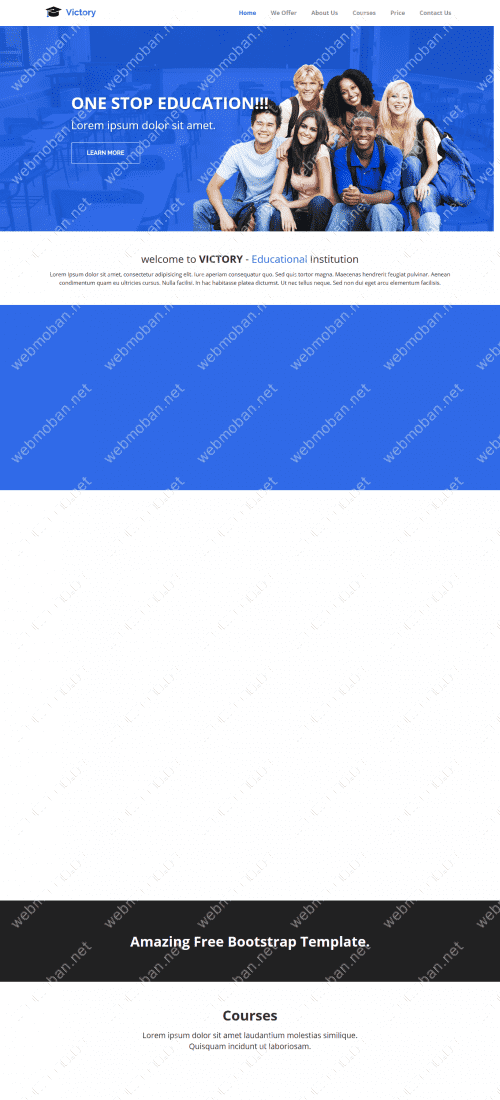 Victory
Home We Offer About Us Courses Price Contact Us
ONE STOP EDUCATION!!!
Lorem ipsum dolor sit amet.
LEARN MORE
welcome to VICTORY - Educational institution
Lorem ipsum dolor sit amet, consectetur adipisicing elit. Iure aperiam consequatur quo. Sed quis tortor magna. Maecenas hendrerit feugiat pulvinar. Aenean
condimentum quam eu ultricies cursus. Nulla facilisi. In hac habitasse platea dictumst. Ut nec tellus neque. Sed non dui eget arcu elementum facilisis.
Amazing Free Bootstrap Template.
Courses
Lorem ipsum dolor sit amet laudantium molestias similique.
Quisquam incidunt ut laboriosam.
webmoban.net